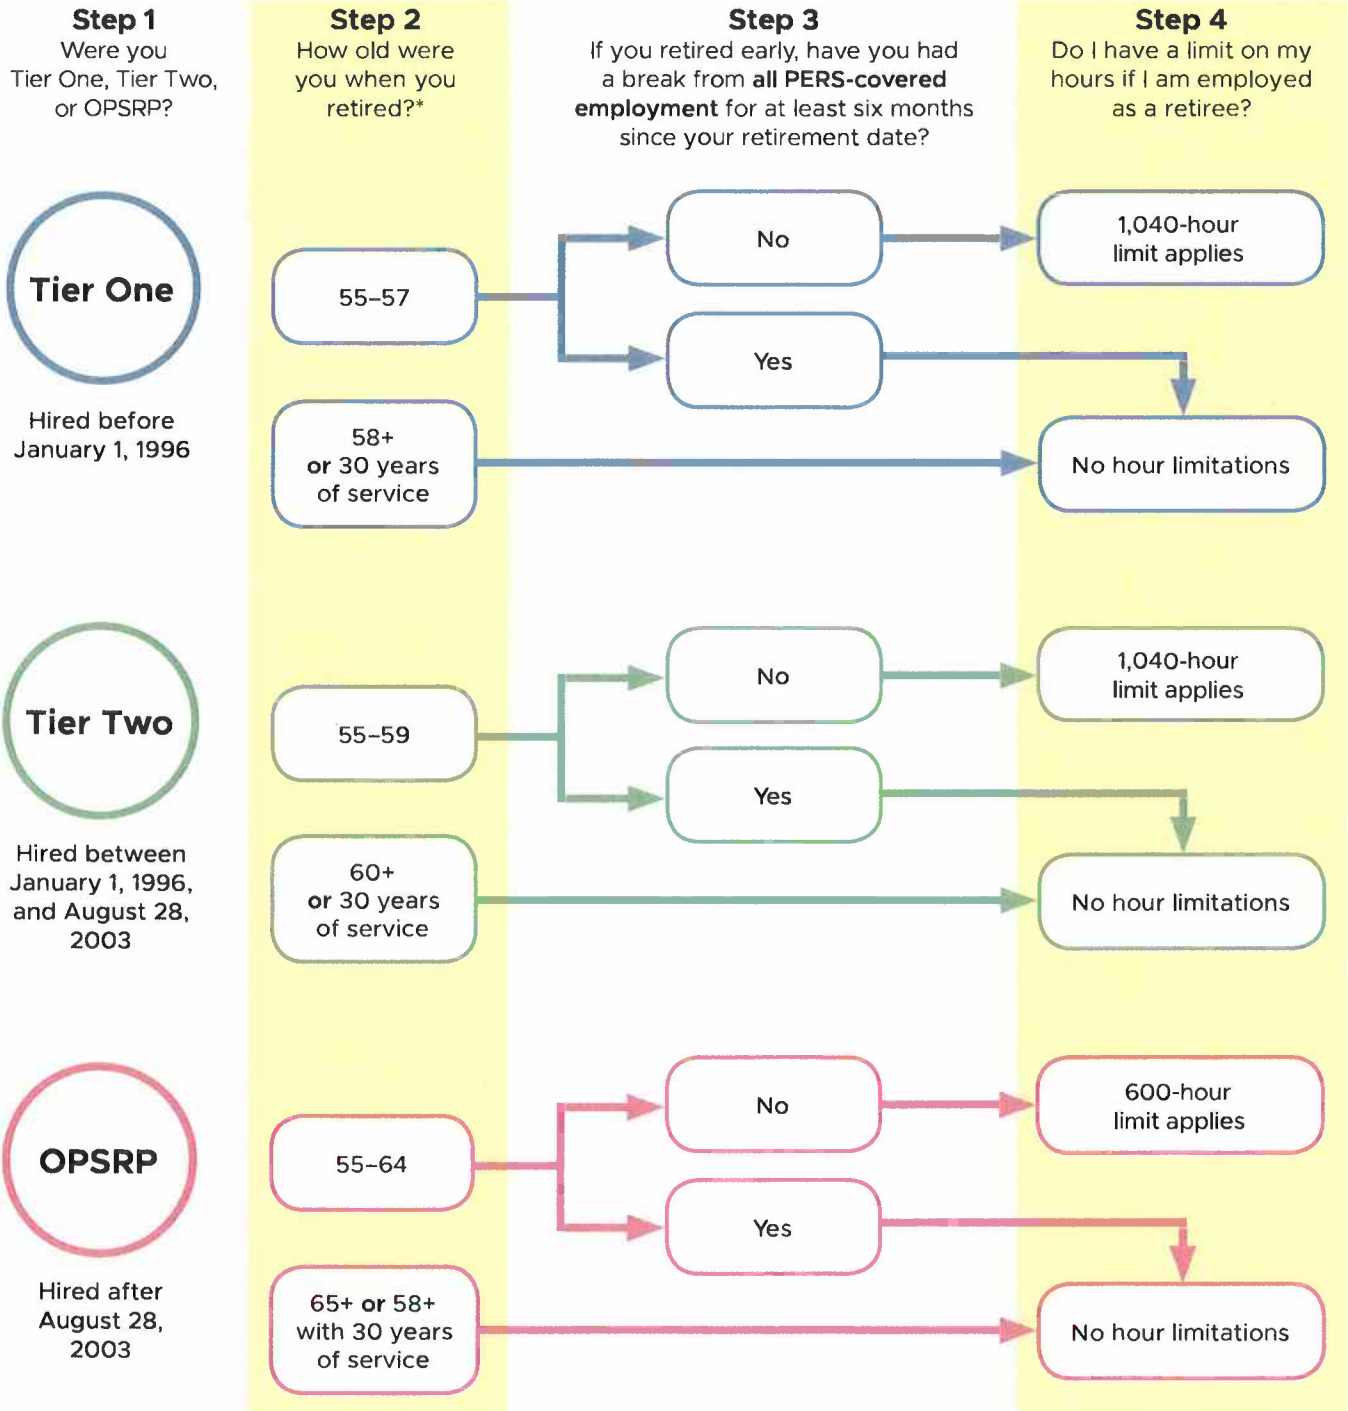 Step 1
Were you
Tier One, Tier Two,
or OPSRP?
Step 2
How old were
you when you
retired?*
Step 3
If you retired early, have you had
a break from all PERS-covered
employment for at least six months
since your retirement date?
Step 4
Do I have a limit on my
hours if I am employed
as a retiree?
Tier One
Hired before
January 1, 1996
55–57
No
1,040-hour
limit applies
Yes
58+
or 30 years
of service
No hour limitations
Tier Two
Hired between
January 1, 1996,
and August 28,
2003
55–59
No
1,040-hour
limit applies
Yes
60+
or 30 years
of service
No hour limitations
OPSRP
Hired after
August 28,
2003
55–64
No
600-hour
limit applies
Yes
65+ or 58+
with 30 years
of service
No hour limitations